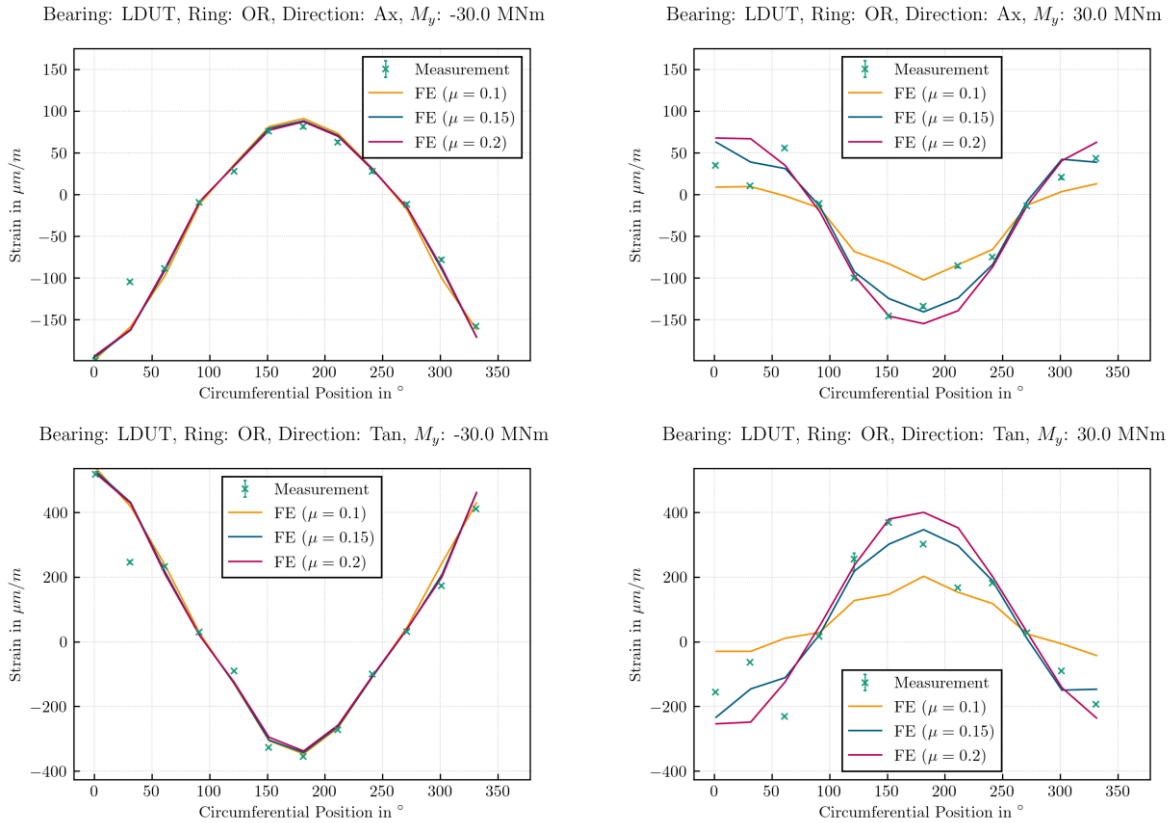 Bearing: LDUT, Ring: OR, Direction: Ax, M_y: -30.0 MNm
150
100
50
0
−50
−100
−150
Strain in μm/m
Measurement
FE (μ = 0.1)
FE (μ = 0.15)
FE (μ = 0.2)
0 50 100 150 200 250 300 350
Circumferential Position in °
Bearing: LDUT, Ring: OR, Direction: Ax, M_y: 30.0 MNm
150
100
50
0
−50
−100
−150
Strain in μm/m
Measurement
FE (μ = 0.1)
FE (μ = 0.15)
FE (μ = 0.2)
0 50 100 150 200 250 300 350
Circumferential Position in °
Bearing: LDUT, Ring: OR, Direction: Tan, M_y: -30.0 MNm
400
200
0
−200
−400
Strain in μm/m
Measurement
FE (μ = 0.1)
FE (μ = 0.15)
FE (μ = 0.2)
0 50 100 150 200 250 300 350
Circumferential Position in °
Bearing: LDUT, Ring: OR, Direction: Tan, M_y: 30.0 MNm
400
200
0
−200
−400
Strain in μm/m
Measurement
FE (μ = 0.1)
FE (μ = 0.15)
FE (μ = 0.2)
0 50 100 150 200 250 300 350
Circumferential Position in °